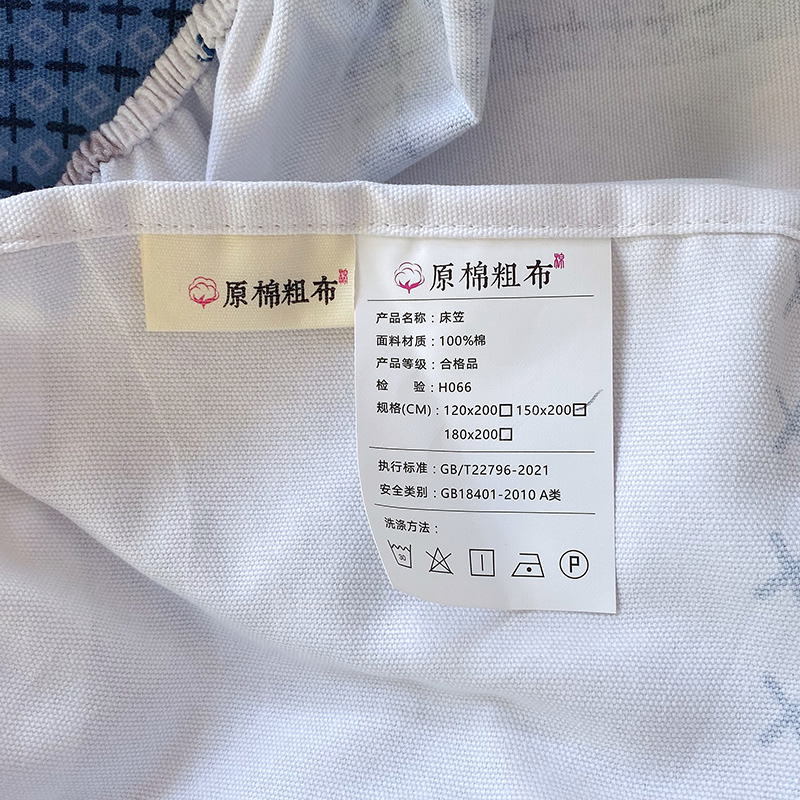 原棉粗布
原棉粗布
产品名称：床笠
面料材质：100%棉
产品等级：合格品
检 验：H066
规格(CM)：120x200□ 150x200□
180x200□
执行标准：GB/T22796-2021
安全类别：GB18401-2010 A类
洗涤方法：
30
P